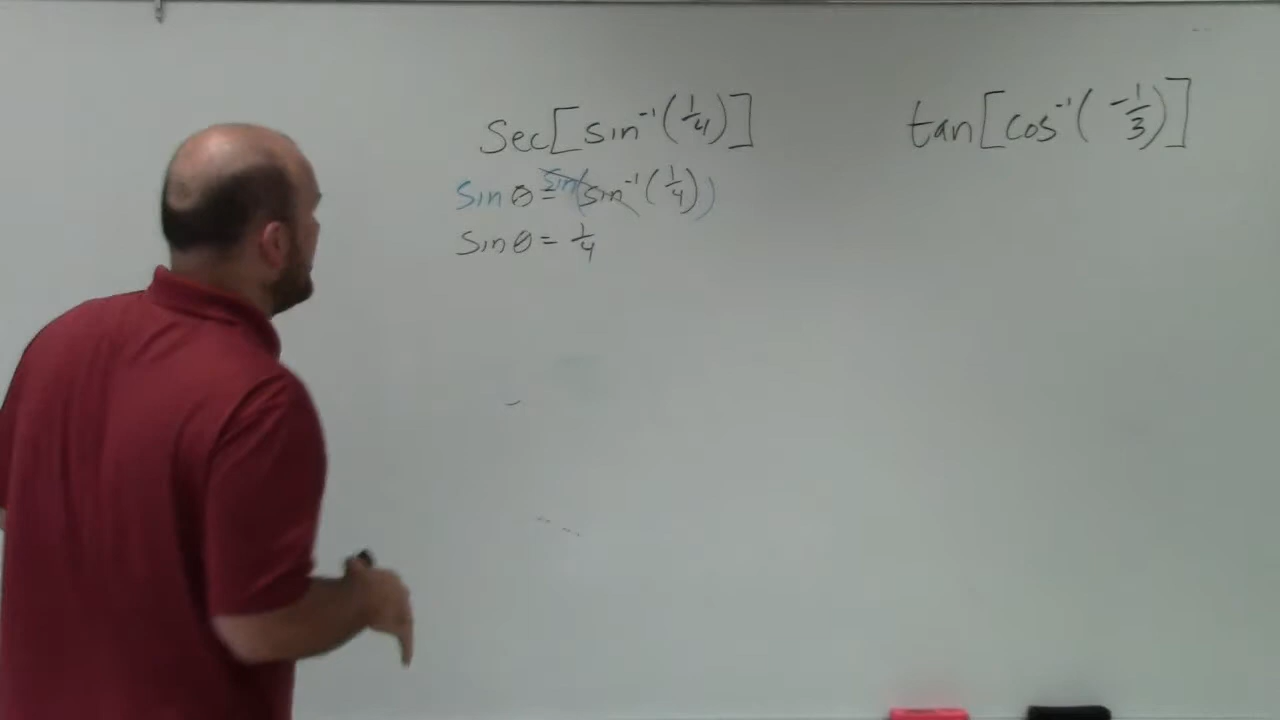 Sec[sin⁻¹(1/4)]
sin θ = sin(sin⁻¹(1/4))
sin θ = 1/4
tan[cos⁻¹(-1/3)]